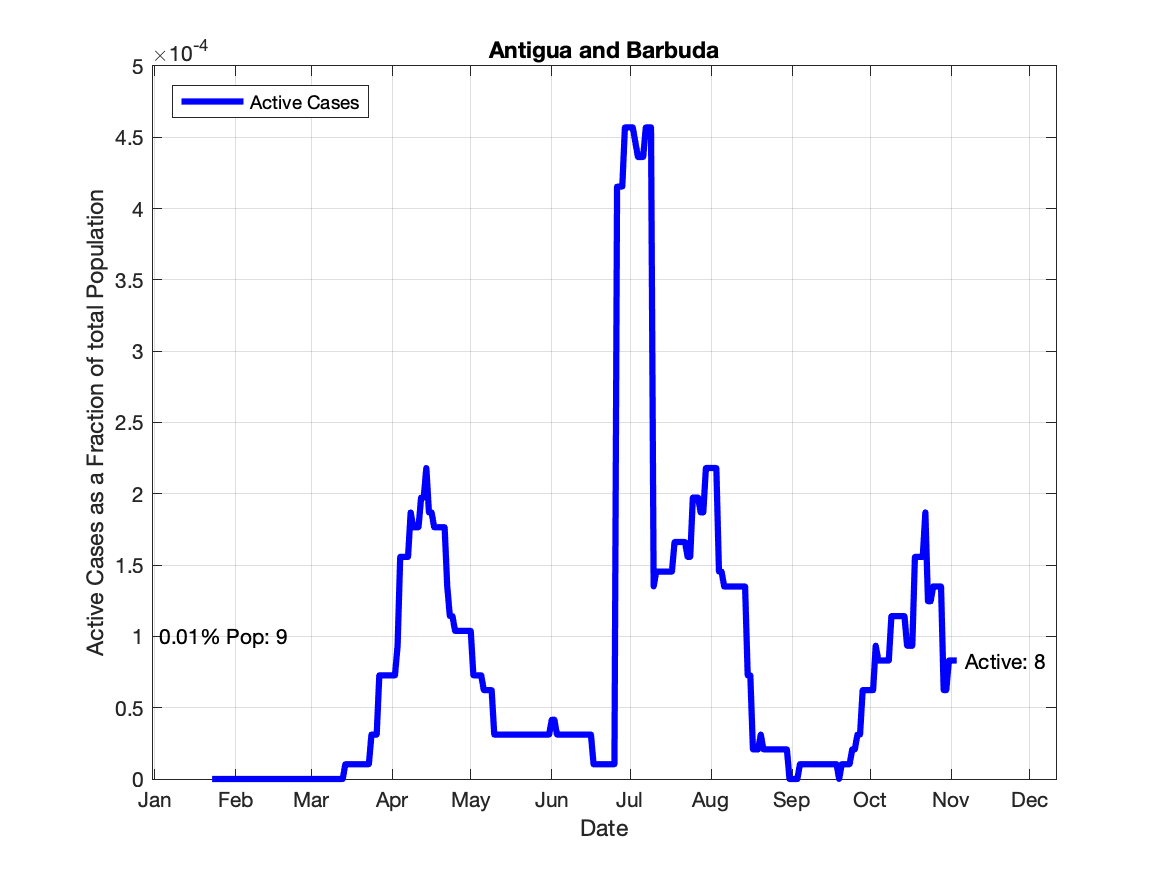 Antigua and Barbuda
×10-4
Active Cases
5
4.5
4
3.5
3
2.5
2
1.5
1
0.5
0
Active Cases as a Fraction of total Population
0.01% Pop: 9
Active: 8
Jan Feb Mar Apr May Jun Jul Aug Sep Oct Nov Dec
Date